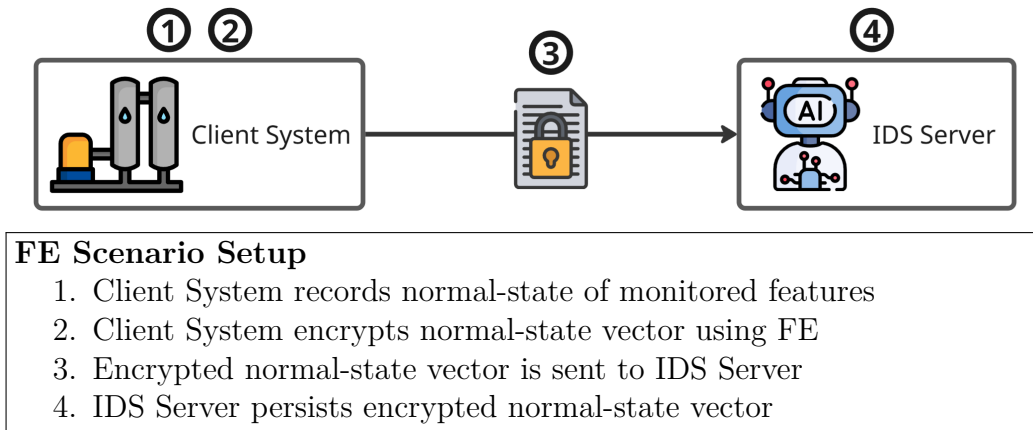 ① ②
③
④
Client System
AI
IDS Server
FE Scenario Setup
1. Client System records normal-state of monitored features
2. Client System encrypts normal-state vector using FE
3. Encrypted normal-state vector is sent to IDS Server
4. IDS Server persists encrypted normal-state vector